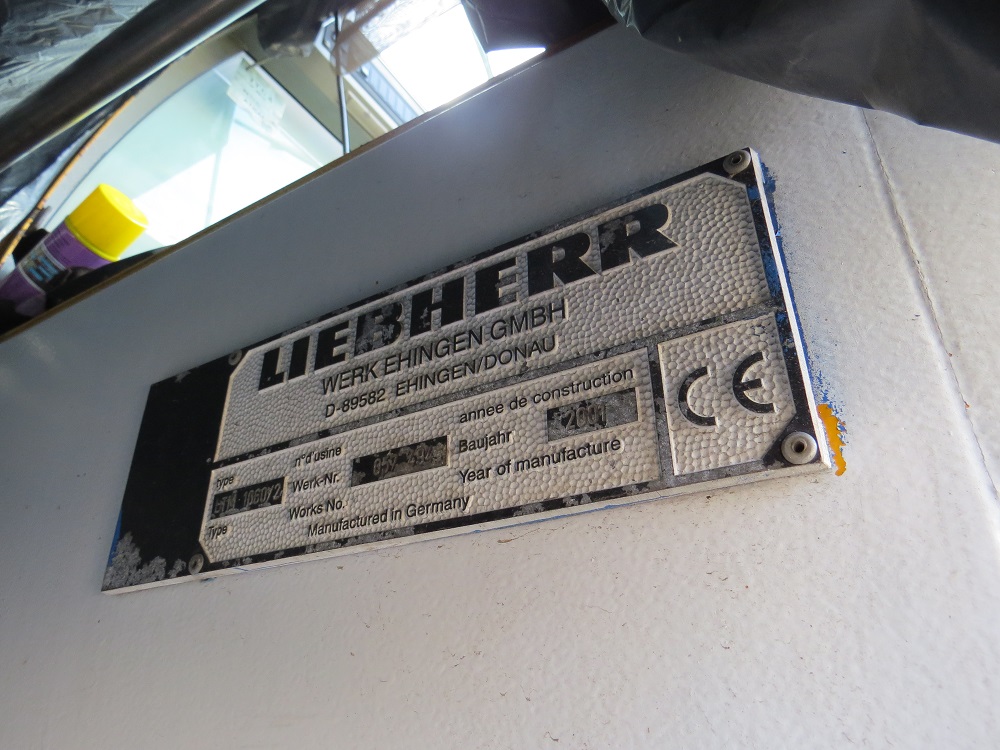 LIEBHERR
WERK EHINGEN GMBH
D-89582 EHINGEN/DONAU
type
Type
n°d'usine
Werk-Nr.
Works No.
annee de construction
Baujahr 2001
Year of manufacture
Manufactured in Germany
CE